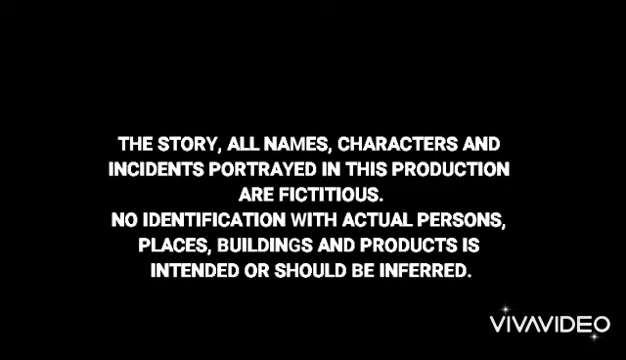 THE STORY, ALL NAMES, CHARACTERS AND
INCIDENTS PORTRAYED IN THIS PRODUCTION
ARE FICTITIOUS.
NO IDENTIFICATION WITH ACTUAL PERSONS,
PLACES, BUILDINGS AND PRODUCTS IS
INTENDED OR SHOULD BE INFERRED.
VIVAVIDEO